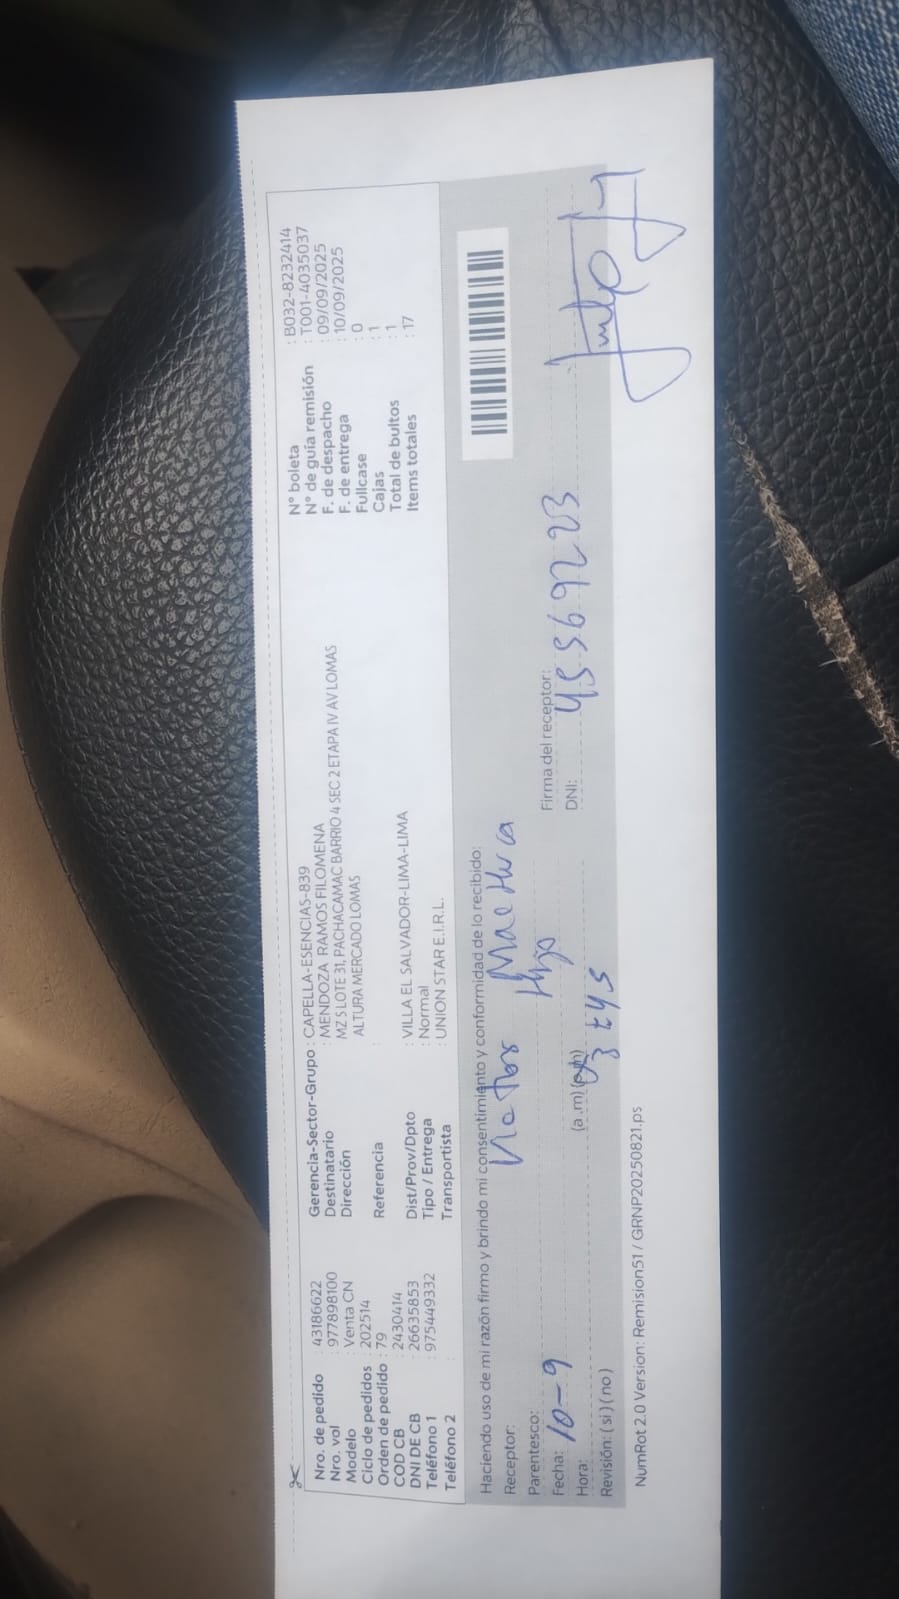 Nro. de pedido : 43186622
Nro. vol : 977898100
Modelo : Venta CN
Ciclo de pedidos : 202514
Orden de pedido : 79
COD CB : 2430414
DNI DE CB : 26635853
Teléfono 1 : 975449332
Teléfono 2 :
Gerencia-Sector-Grupo : CAPELLA-ESENCIAS-839
Destinatario : MENDOZA RAMOS FILOMENA
Dirección : MZ S LOTE 31, PACHACAMAC BARRIO 4 SEC 2 ETAPA IV AV LOMAS
ALTURA MERCADO LOMAS
Referencia :
Dist/Prov/Dpto : VILLA EL SALVADOR-LIMA-LIMA
Tipo / Entrega : Normal
Transportista : UNION STAR E.I.R.L.
N° boleta : B032-8232414
N° de guía remisión : T001-4035037
F. de despacho : 09/09/2025
F. de entrega : 10/09/2025
Fullcase : 0
Cajas : 1
Total de bultos : 1
Items totales : 17
Haciendo uso de mi razón firmo y brindo mi consentimiento y conformidad de lo recibido:
Receptor: Victor
Parentesco: Hijo
Firma del receptor:
Fecha: 10-9
DNI: 45569223
Hora: (a .m) (p.m)
Revisión: ( si ) ( no )
NumRot 2.0 Version: Remision51 / GRNP20250821.ps